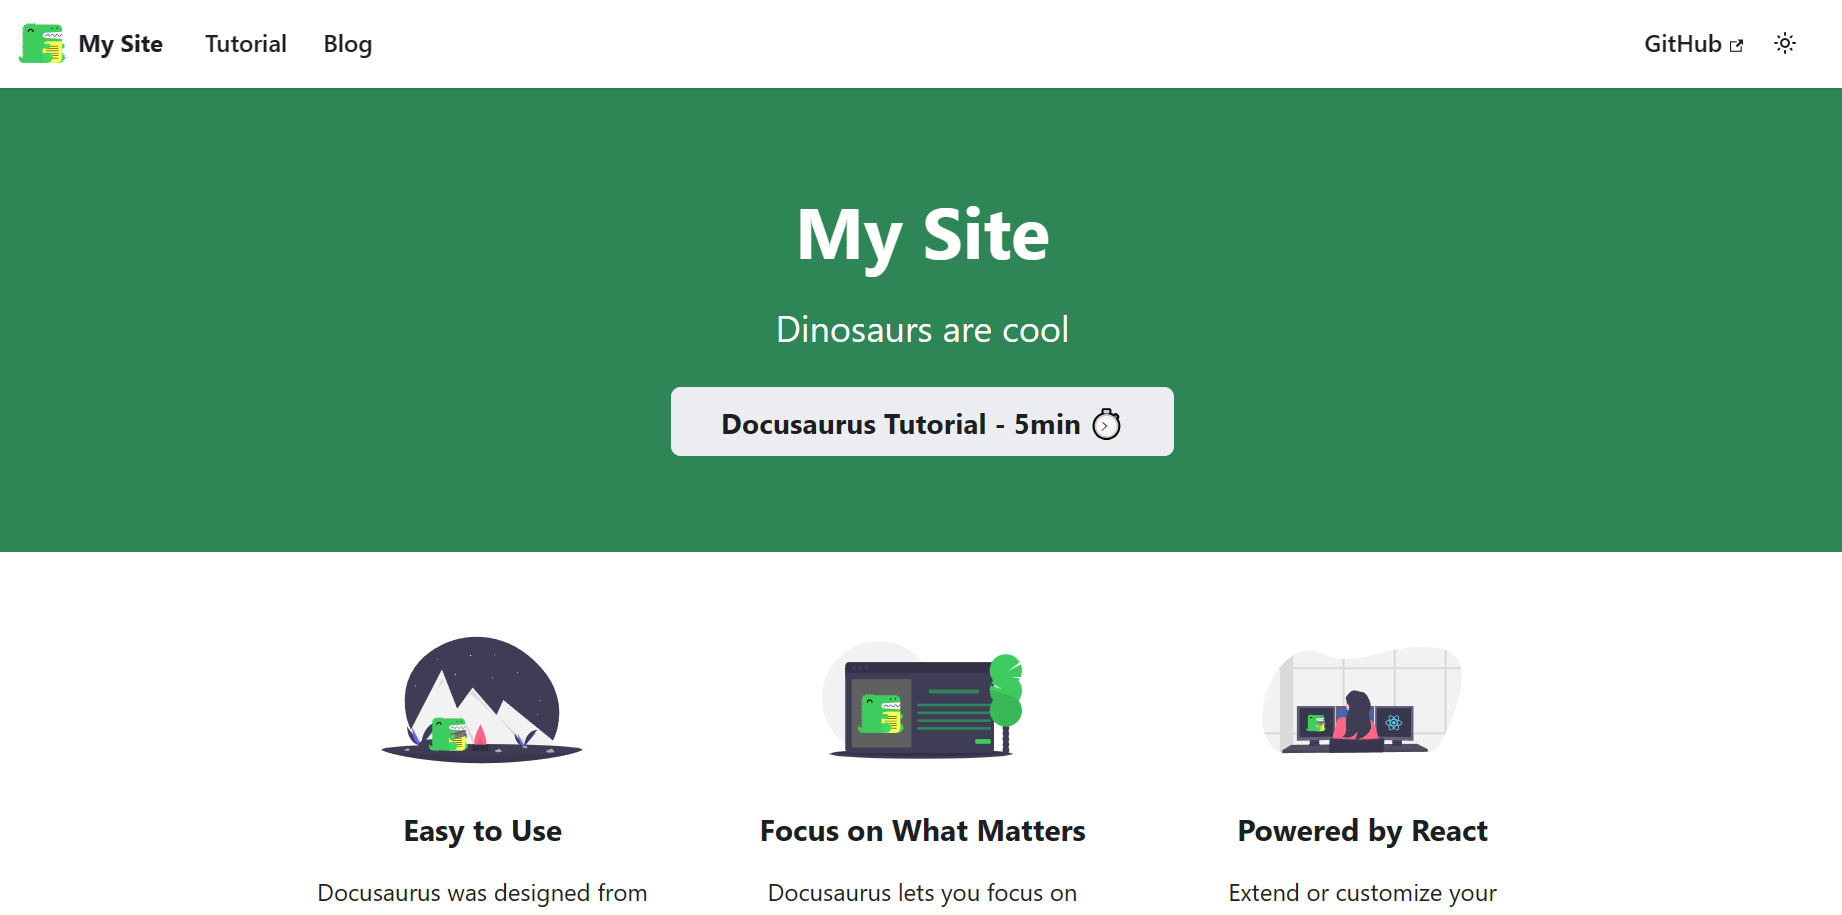 My Site Tutorial Blog GitHub
My Site
Dinosaurs are cool
Docusaurus Tutorial - 5min
Easy to Use Focus on What Matters Powered by React
Docusaurus was designed from Docusaurus lets you focus on Extend or customize your